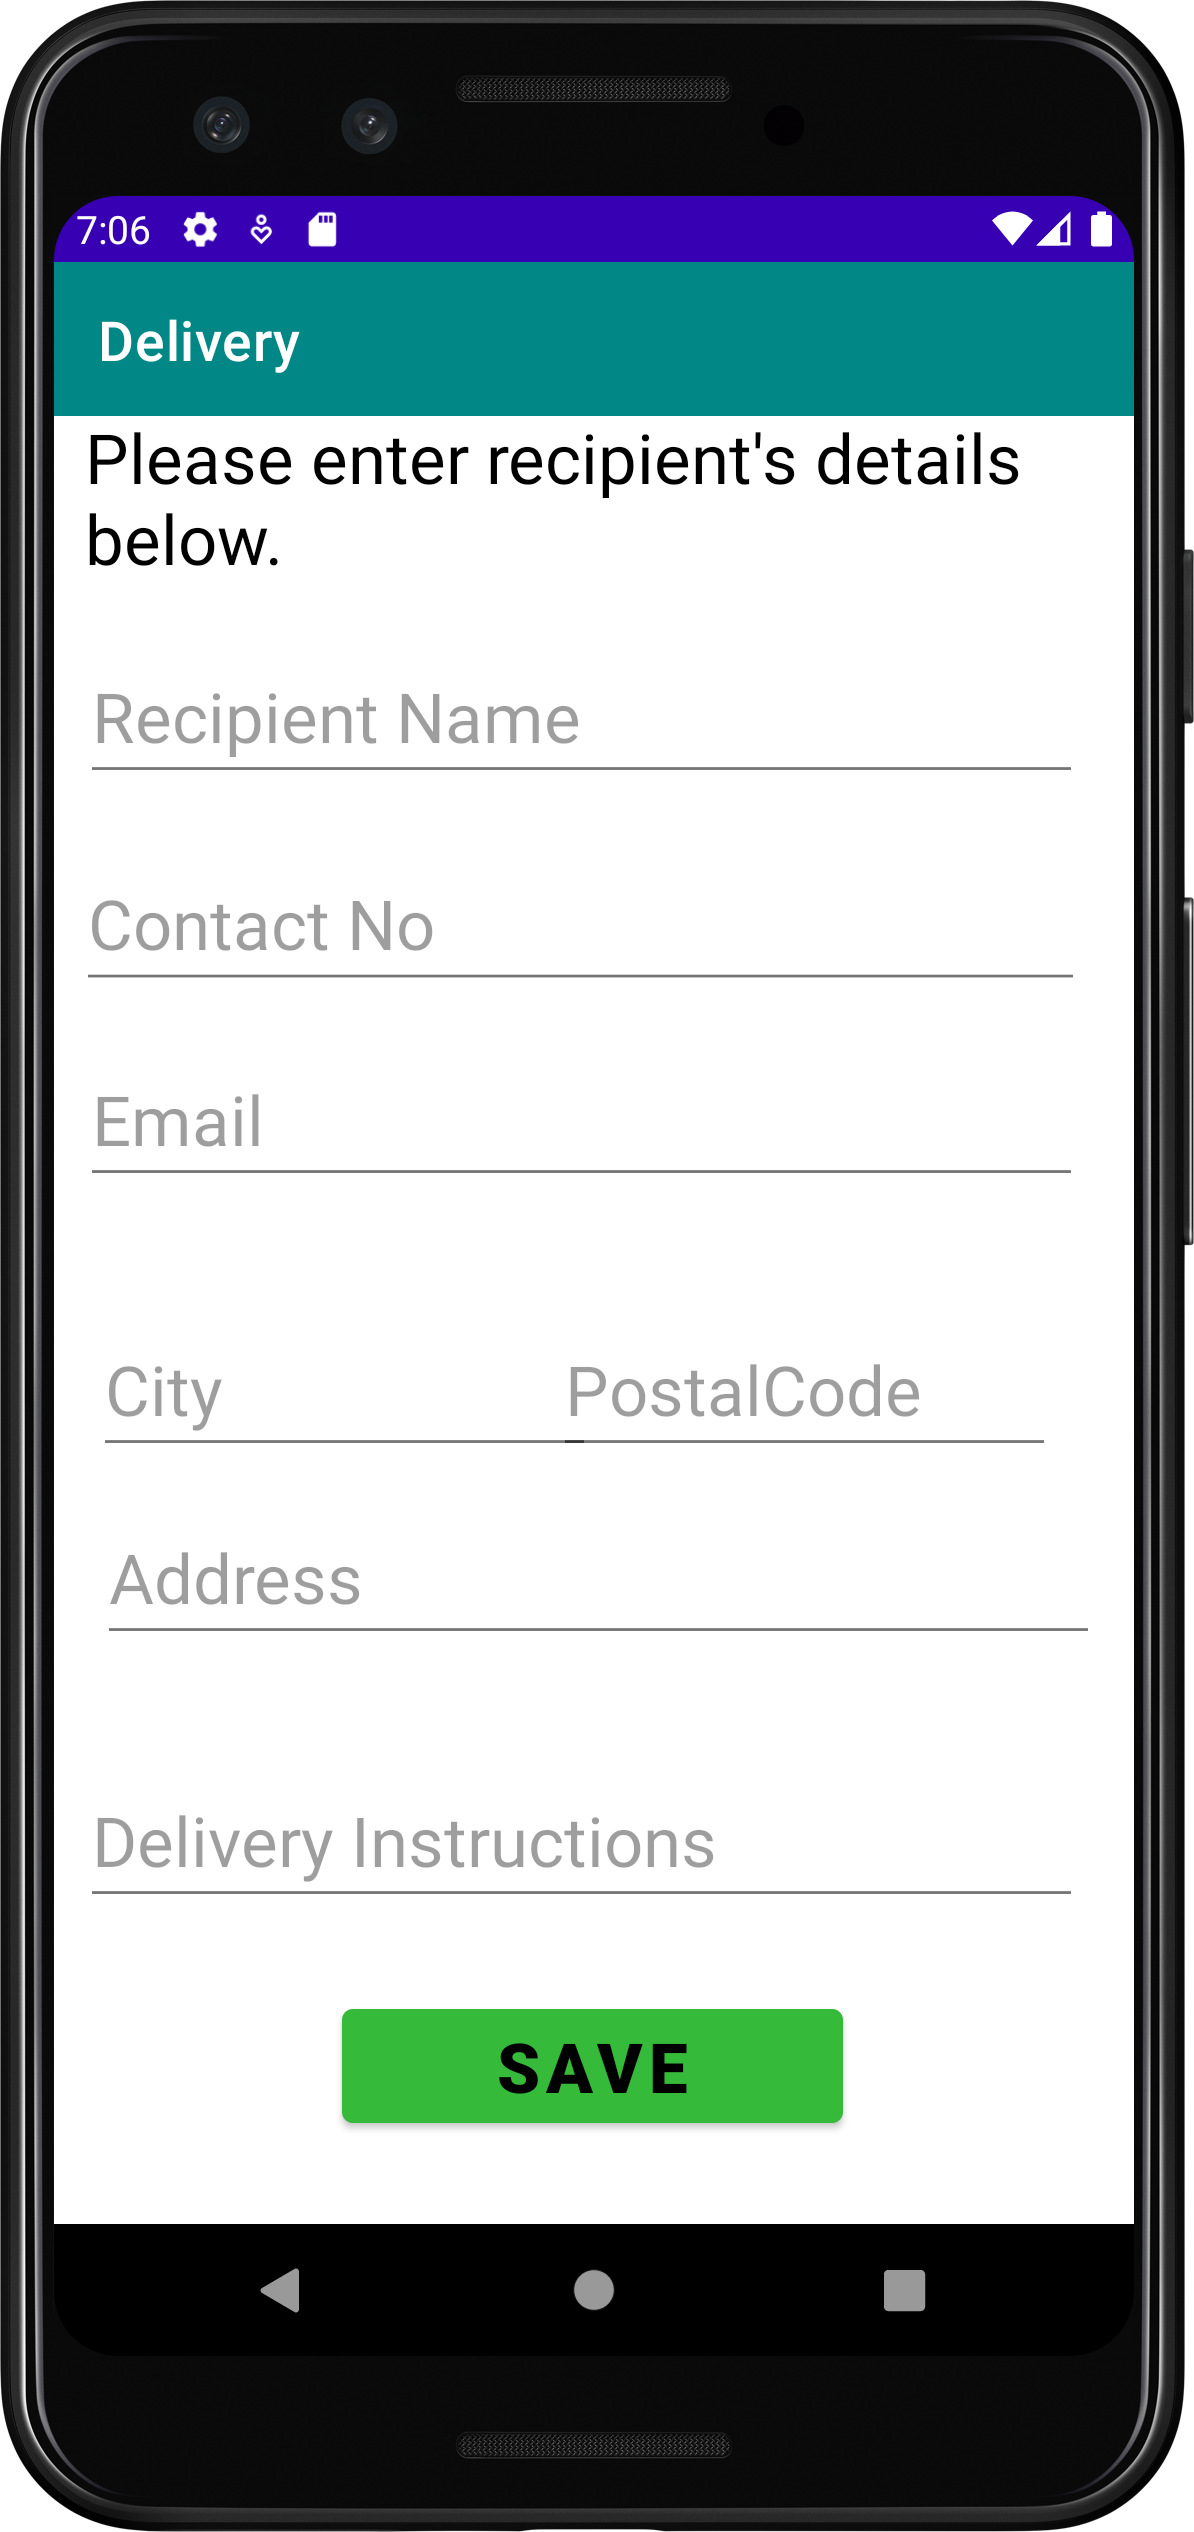 7:06
Delivery
Please enter recipient's details
below.
Recipient Name
Contact No
Email
City PostalCode
Address
Delivery Instructions
SAVE